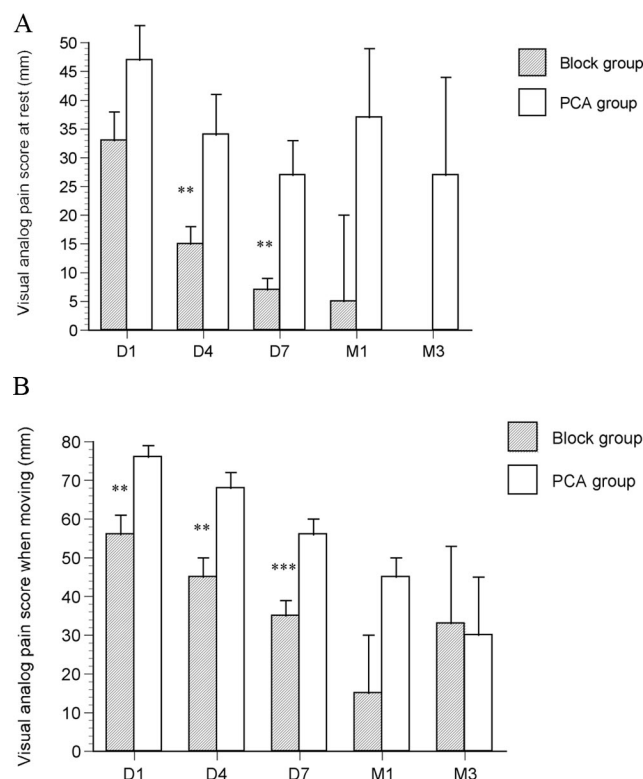 A
Visual analog pain score at rest (mm)
50
45
40
35
30
25
20
15
10
5
0
**
**
D1 D4 D7 M1 M3
Block group
PCA group
B
Visual analog pain score when moving (mm)
80
70
60
50
40
30
20
10
0
**
**
***
D1 D4 D7 M1 M3
Block group
PCA group